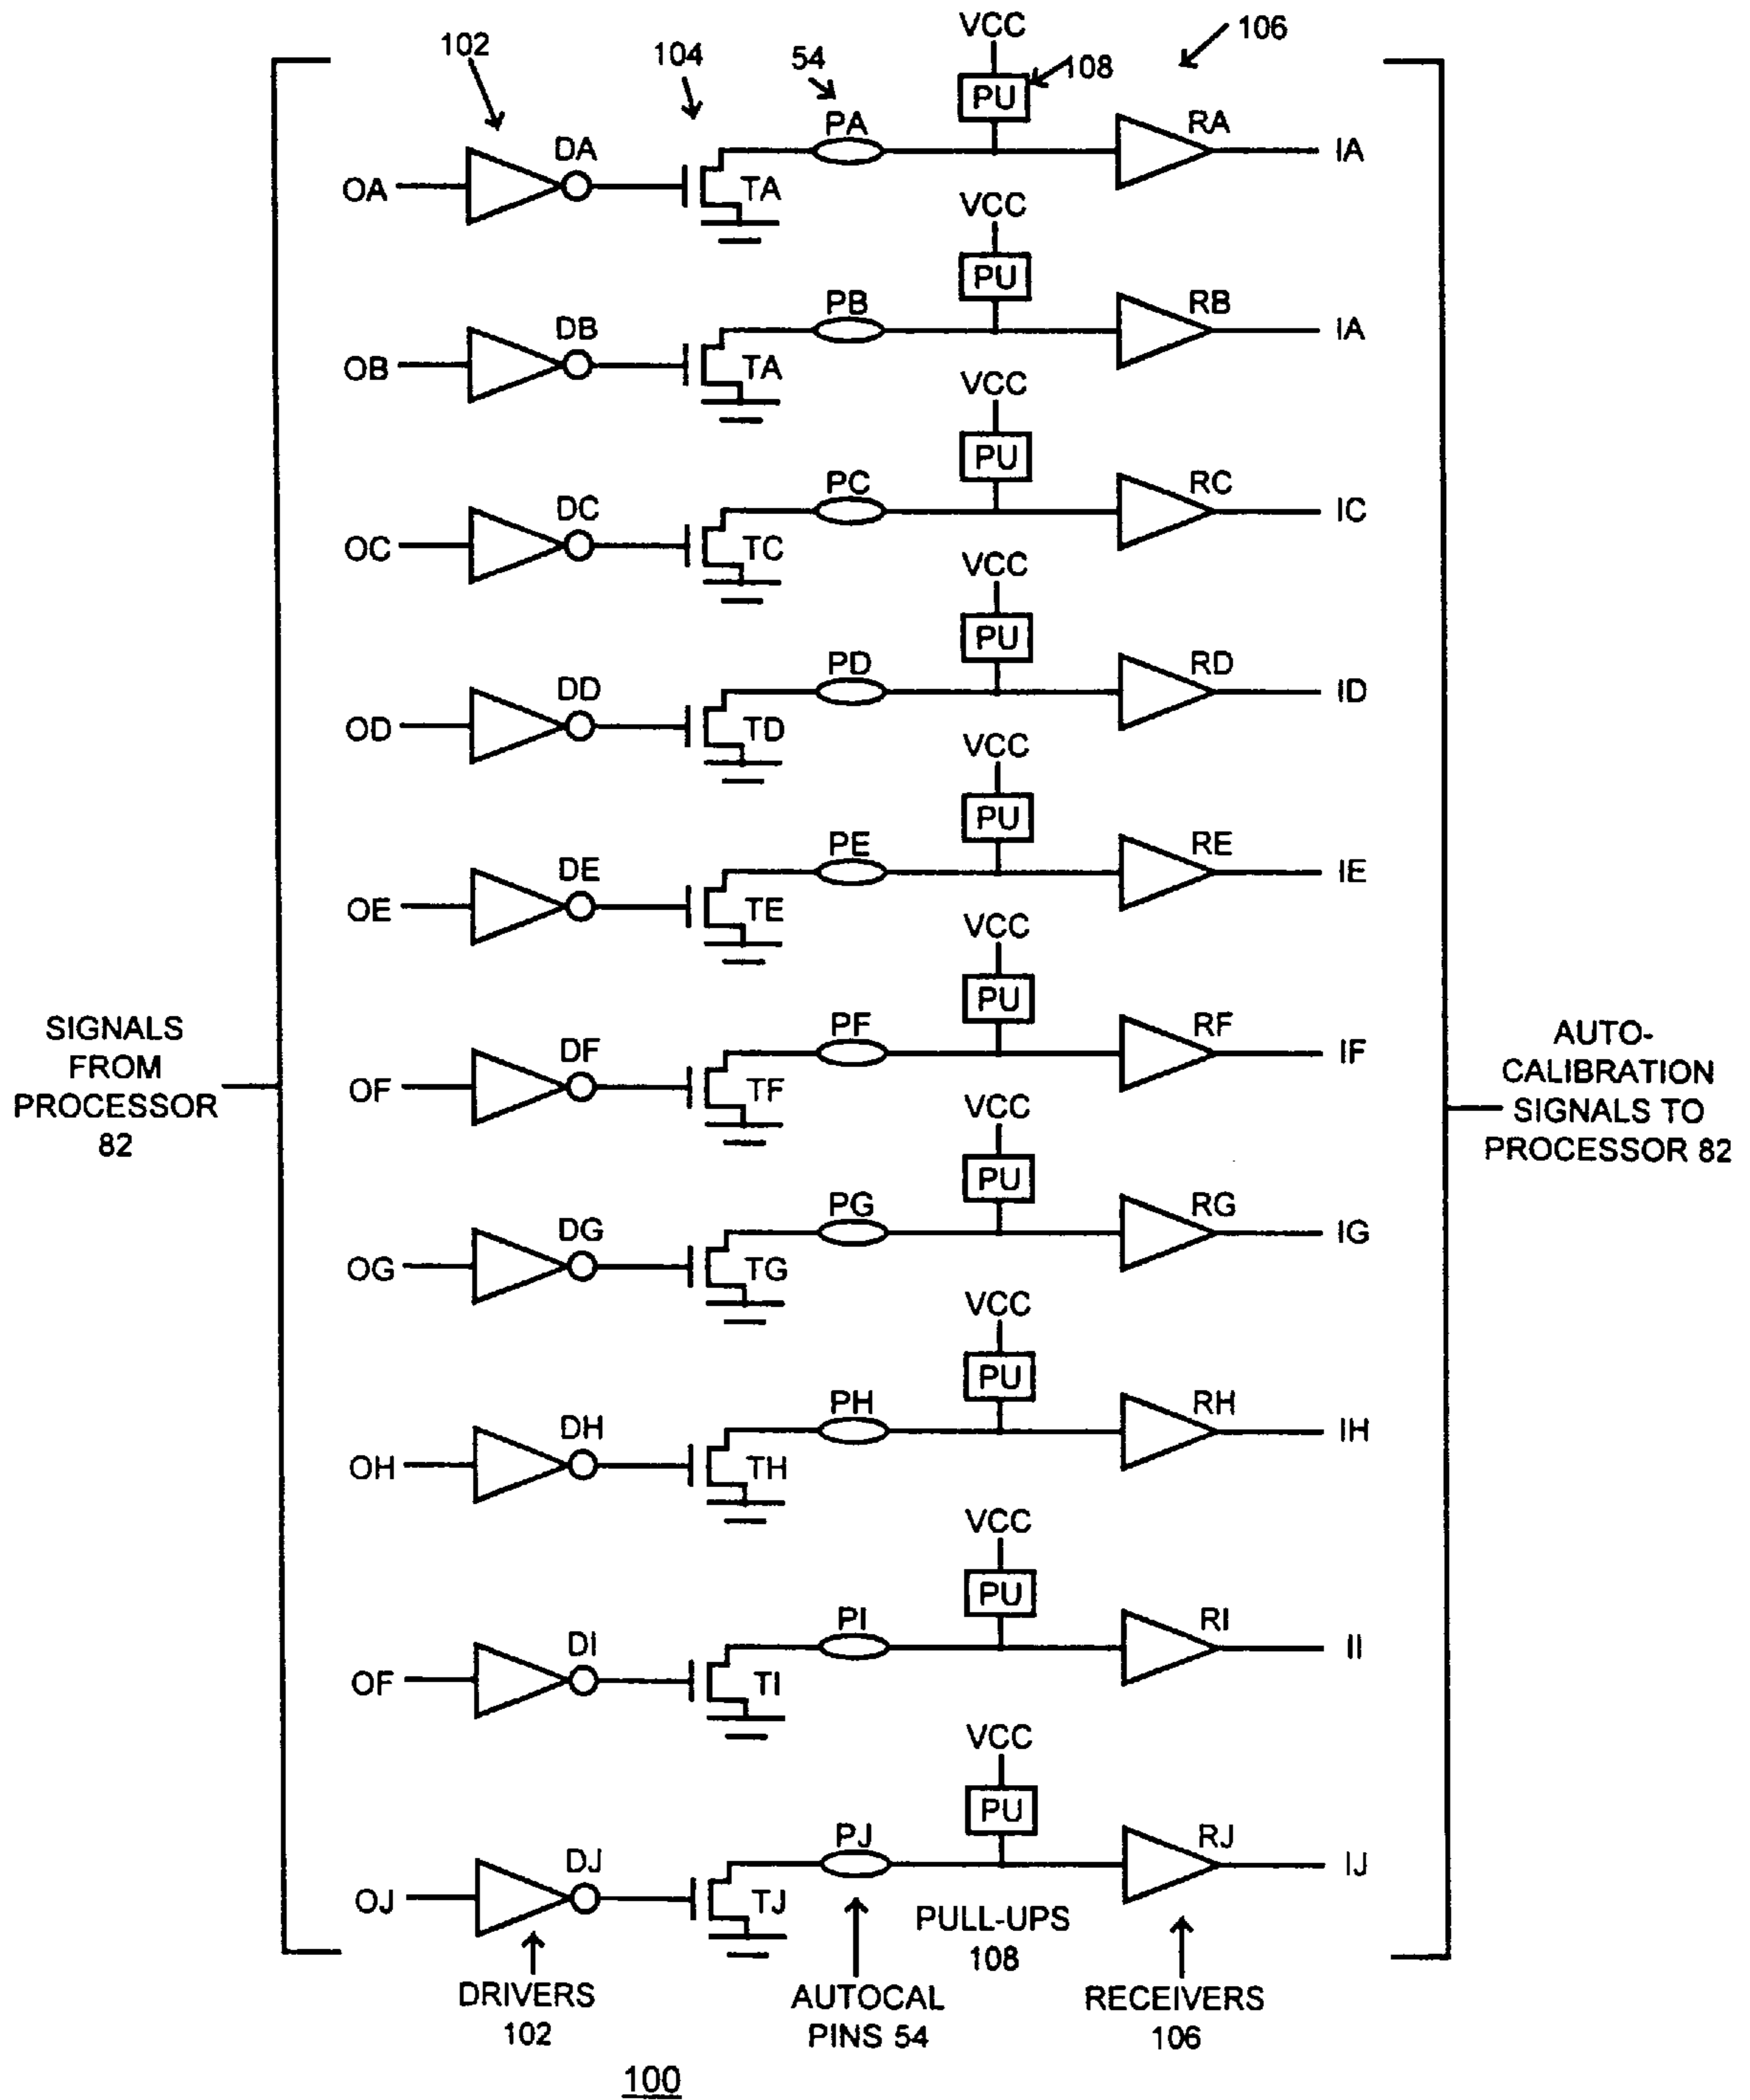 102
104
54
VCC
106
PU
108
OA
DA
TA
PA
RA
IA
VCC
PU
OB
DB
TA
PB
RB
IA
VCC
PU
OC
DC
TC
PC
RC
IC
VCC
PU
OD
DD
TD
PD
RD
ID
VCC
PU
OE
DE
TE
PE
RE
IE
VCC
PU
OF
DF
TF
PF
RF
IF
SIGNALS
FROM
PROCESSOR
82
AUTO-
CALIBRATION
SIGNALS TO
PROCESSOR 82
VCC
PU
OG
DG
TG
PG
RG
IG
VCC
PU
OH
DH
TH
PH
RH
IH
VCC
PU
OF
DI
TI
PI
RI
II
VCC
PU
OJ
DJ
TJ
PJ
RJ
IJ
DRIVERS
102
AUTOCAL
PINS 54
PULL-UPS
108
RECEIVERS
106
100